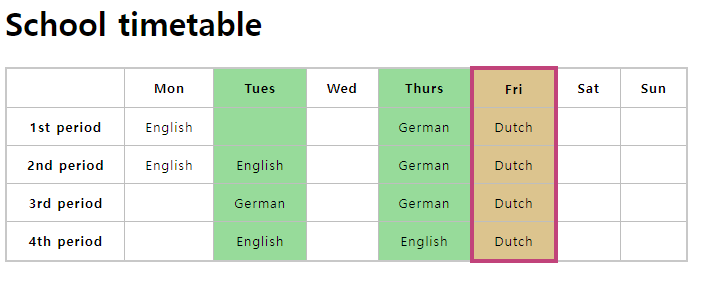 School timetable
Mon Tues Wed Thurs Fri Sat Sun
1st period English German Dutch
2nd period English English German Dutch
3rd period German German Dutch
4th period English English Dutch